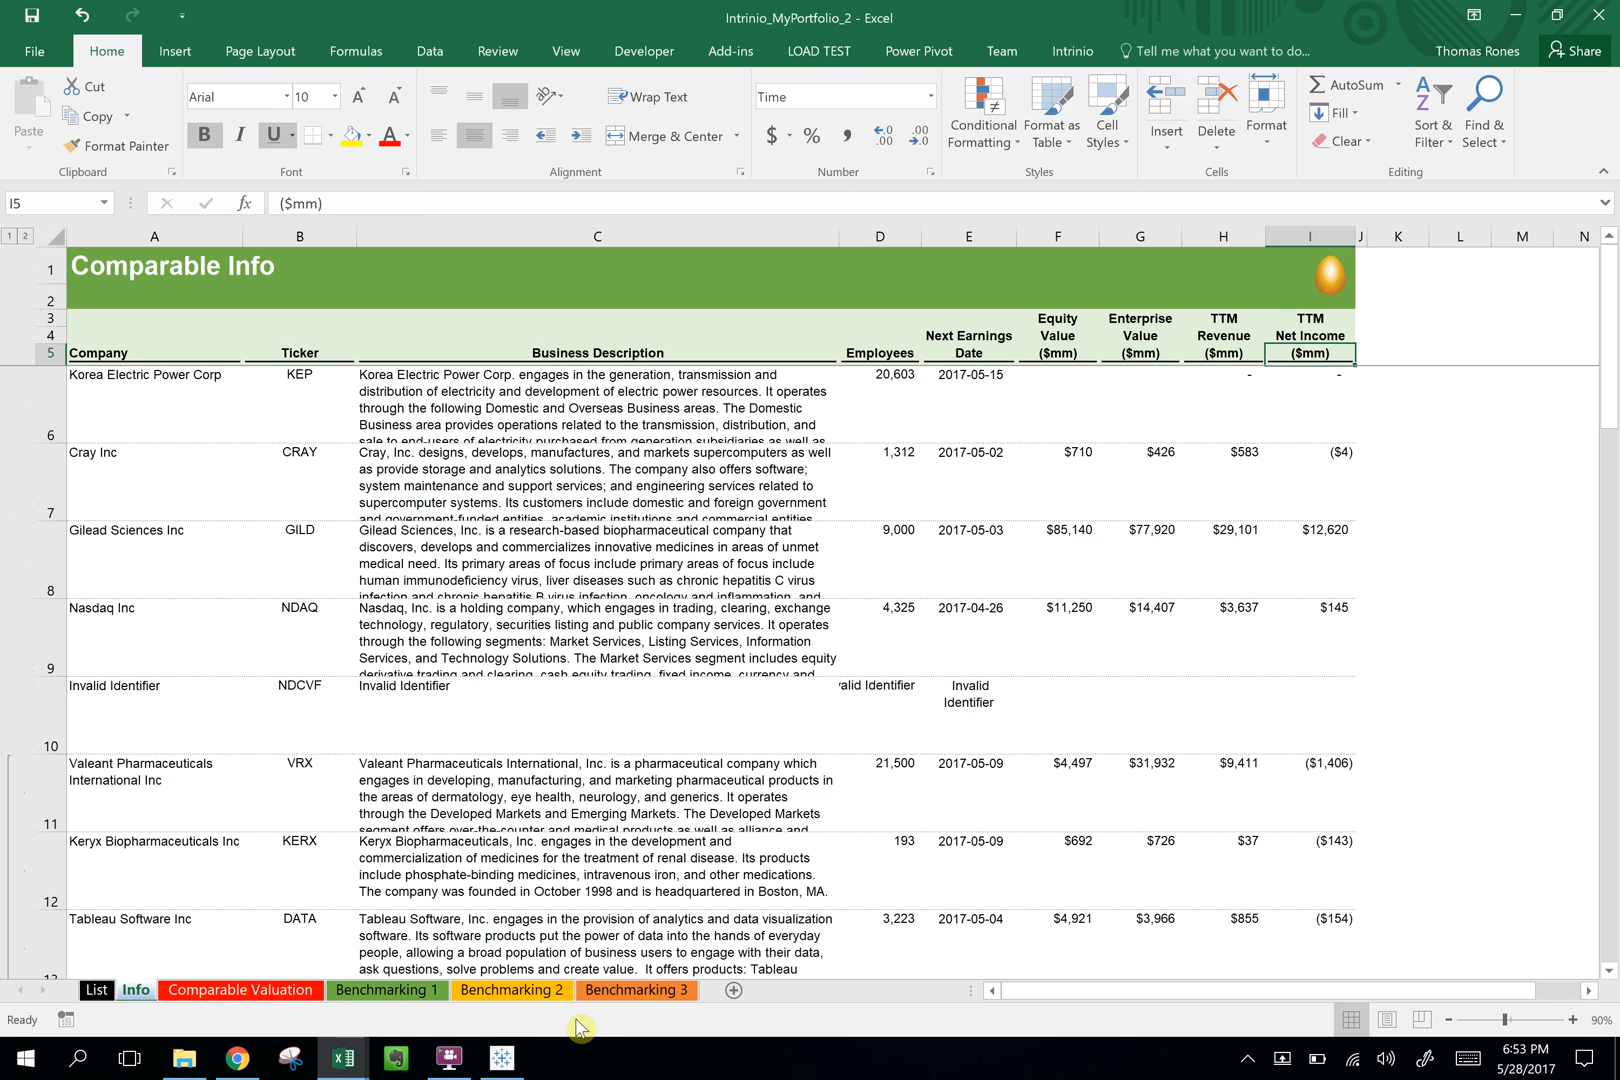 Intrinio_MyPortfolio_2 - Excel
File Home Insert Page Layout Formulas Data Review View Developer Add-ins LOAD TEST Power Pivot Team Intrinio Tell me what you want to do... Thomas Rones Share
Paste
Cut
Copy
Format Painter
Clipboard
Arial 10
B I U
Font
Wrap Text
Merge & Center
Alignment
Time
$ % ,
Number
Conditional Formatting
Format as Table
Cell Styles
Styles
Insert
Delete
Format
Cells
AutoSum
Fill
Clear
Sort & Filter
Find & Select
Editing
I5 fx ($mm)
1 2
A B C D E F G H I J K L M N
1 Comparable Info
2
3 Equity Enterprise TTM TTM
4 Next Earnings Value Value Revenue Net Income
5 Company Ticker Business Description Employees Date ($mm) ($mm) ($mm) ($mm)
Korea Electric Power Corp KEP Korea Electric Power Corp. engages in the generation, transmission and 20,603 2017-05-15 - -
distribution of electricity and development of electric power resources. It operates
through the following Domestic and Overseas Business areas. The Domestic
Business area provides operations related to the transmission, distribution, and
6 sale to end-users of electricity purchased from generation subsidiaries as well as
Cray Inc CRAY Cray, Inc. designs, develops, manufactures, and markets supercomputers as well 1,312 2017-05-02 $710 $426 $583 ($4)
as provide storage and analytics solutions. The company also offers software;
system maintenance and support services; and engineering services related to
supercomputer systems. Its customers include domestic and foreign government
7 and government-funded entities, academic institutions and commercial entities
Gilead Sciences Inc GILD Gilead Sciences, Inc. is a research-based biopharmaceutical company that 9,000 2017-05-03 $85,140 $77,920 $29,101 $12,620
discovers, develops and commercializes innovative medicines in areas of unmet
medical need. Its primary areas of focus include primary areas of focus include
human immunodeficiency virus, liver diseases such as chronic hepatitis C virus
8 infection and chronic hepatitis B virus infection, oncology and inflammation, and
Nasdaq Inc NDAQ Nasdaq, Inc. is a holding company, which engages in trading, clearing, exchange 4,325 2017-04-26 $11,250 $14,407 $3,637 $145
technology, regulatory, securities listing and public company services. It operates
through the following segments: Market Services, Listing Services, Information
Services, and Technology Solutions. The Market Services segment includes equity
9 derivative trading and clearing, cash equity trading, fixed income, currency and
Invalid Identifier NDCVF Invalid Identifier valid Identifier Invalid
Identifier
10
Valeant Pharmaceuticals VRX Valeant Pharmaceuticals International, Inc. is a pharmaceutical company which 21,500 2017-05-09 $4,497 $31,932 $9,411 ($1,406)
International Inc engages in developing, manufacturing, and marketing pharmaceutical products in
the areas of dermatology, eye health, neurology, and generics. It operates
through the Developed Markets and Emerging Markets. The Developed Markets
11 segment offers over-the-counter and medical products as well as alliance and
Keryx Biopharmaceuticals Inc KERX Keryx Biopharmaceuticals, Inc. engages in the development and 193 2017-05-09 $692 $726 $37 ($143)
commercialization of medicines for the treatment of renal disease. Its products
include phosphate-binding medicines, intravenous iron, and other medications.
The company was founded in October 1998 and is headquartered in Boston, MA.
12
Tableau Software Inc DATA Tableau Software, Inc. engages in the provision of analytics and data visualization 3,223 2017-05-04 $4,921 $3,966 $855 ($154)
software. Its software products put the power of data into the hands of everyday
people, allowing a broad population of business users to engage with their data,
ask questions, solve problems and create value. It offers products: Tableau
13
List Info Comparable Valuation Benchmarking 1 Benchmarking 2 Benchmarking 3
Ready 90%
6:53 PM
5/28/2017